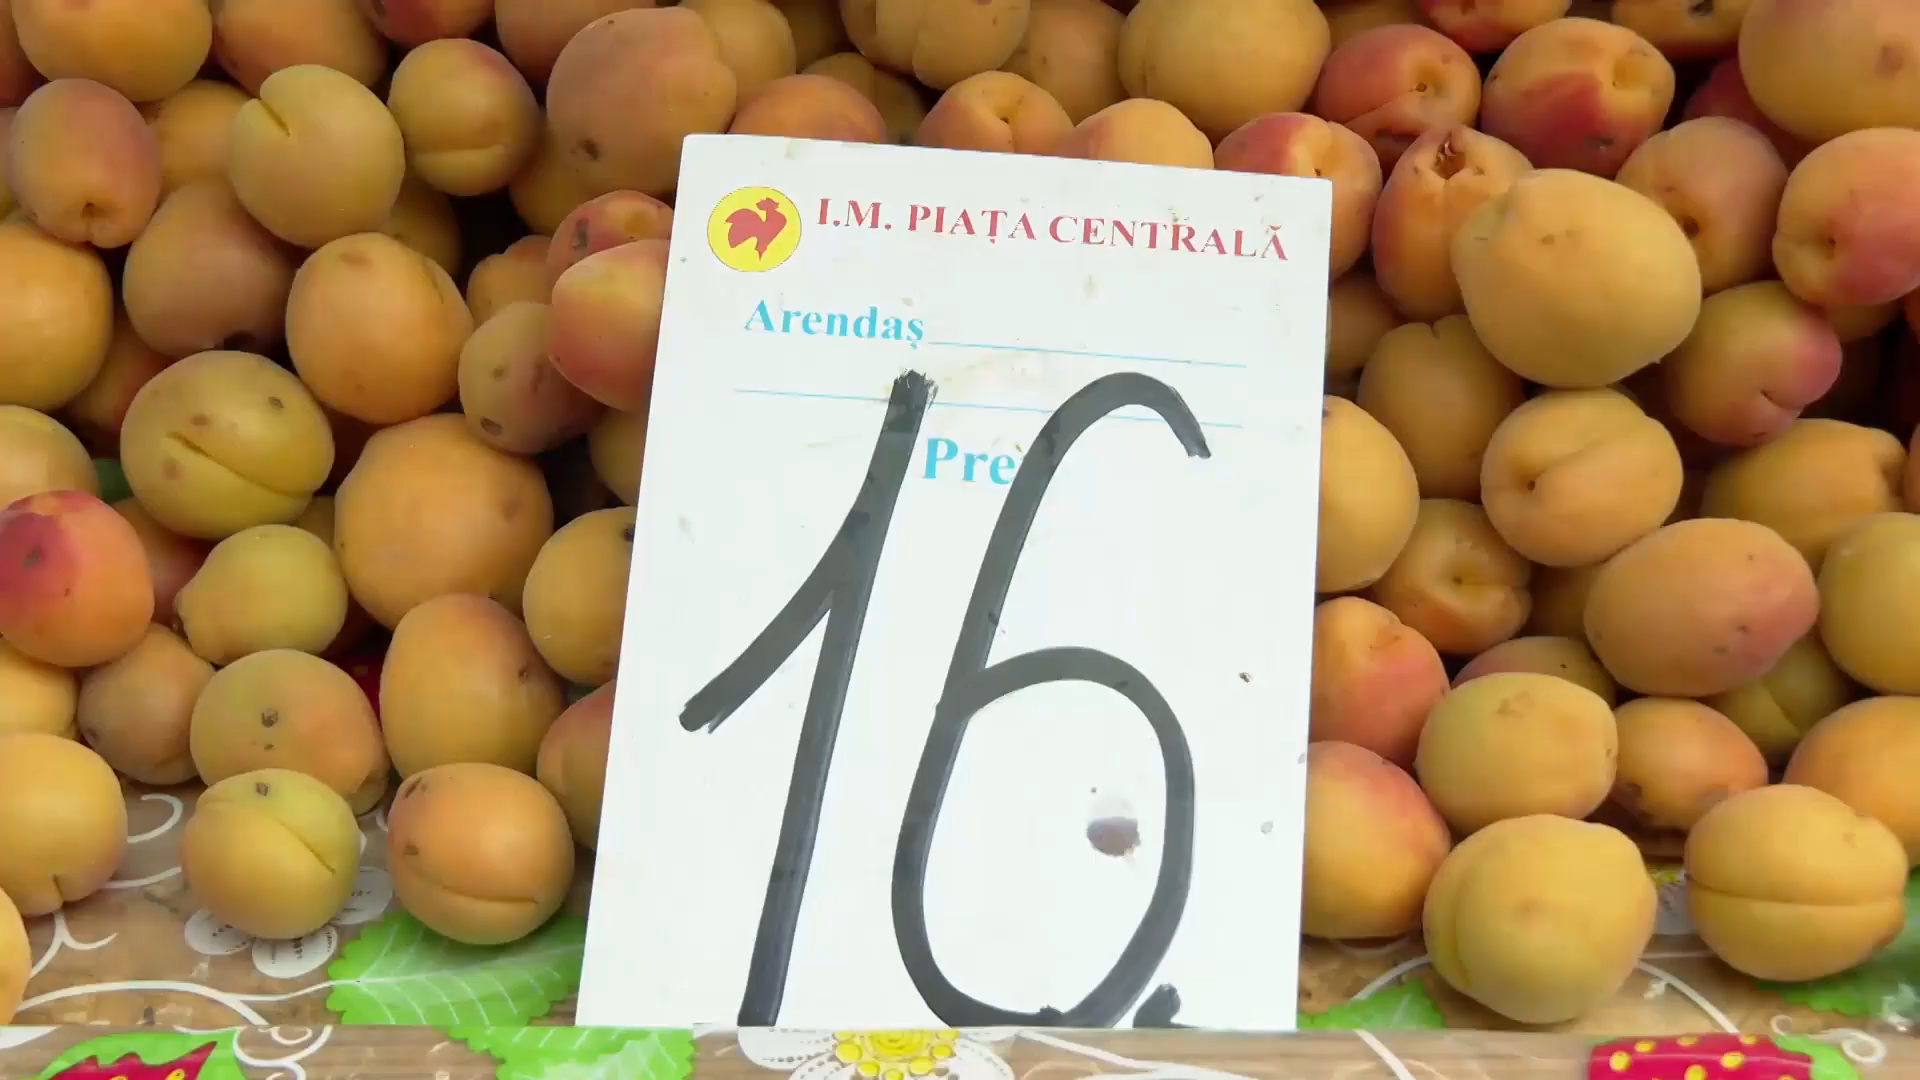 I.M. PIAȚA CENTRALĂ
Arendaș
Pre
16.